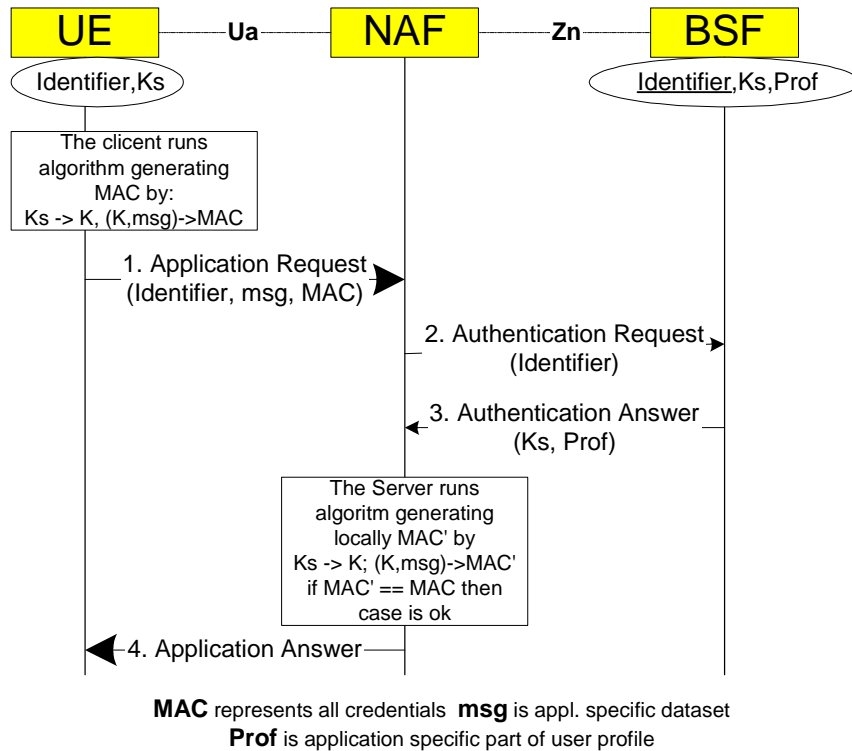 UE Ua NAF Zn BSF
Identifier,Ks
Identifier,Ks,Prof
The clicent runs
algorithm generating
MAC by:
Ks -> K, (K,msg)->MAC
1. Application Request
(Identifier, msg, MAC)
2. Authentication Request
(Identifier)
3. Authentication Answer
(Ks, Prof)
The Server runs
algoritm generating
locally MAC' by
Ks -> K; (K,msg)->MAC'
if MAC' == MAC then
case is ok
4. Application Answer
MAC represents all credentials msg is appl. specific dataset
Prof is application specific part of user profile